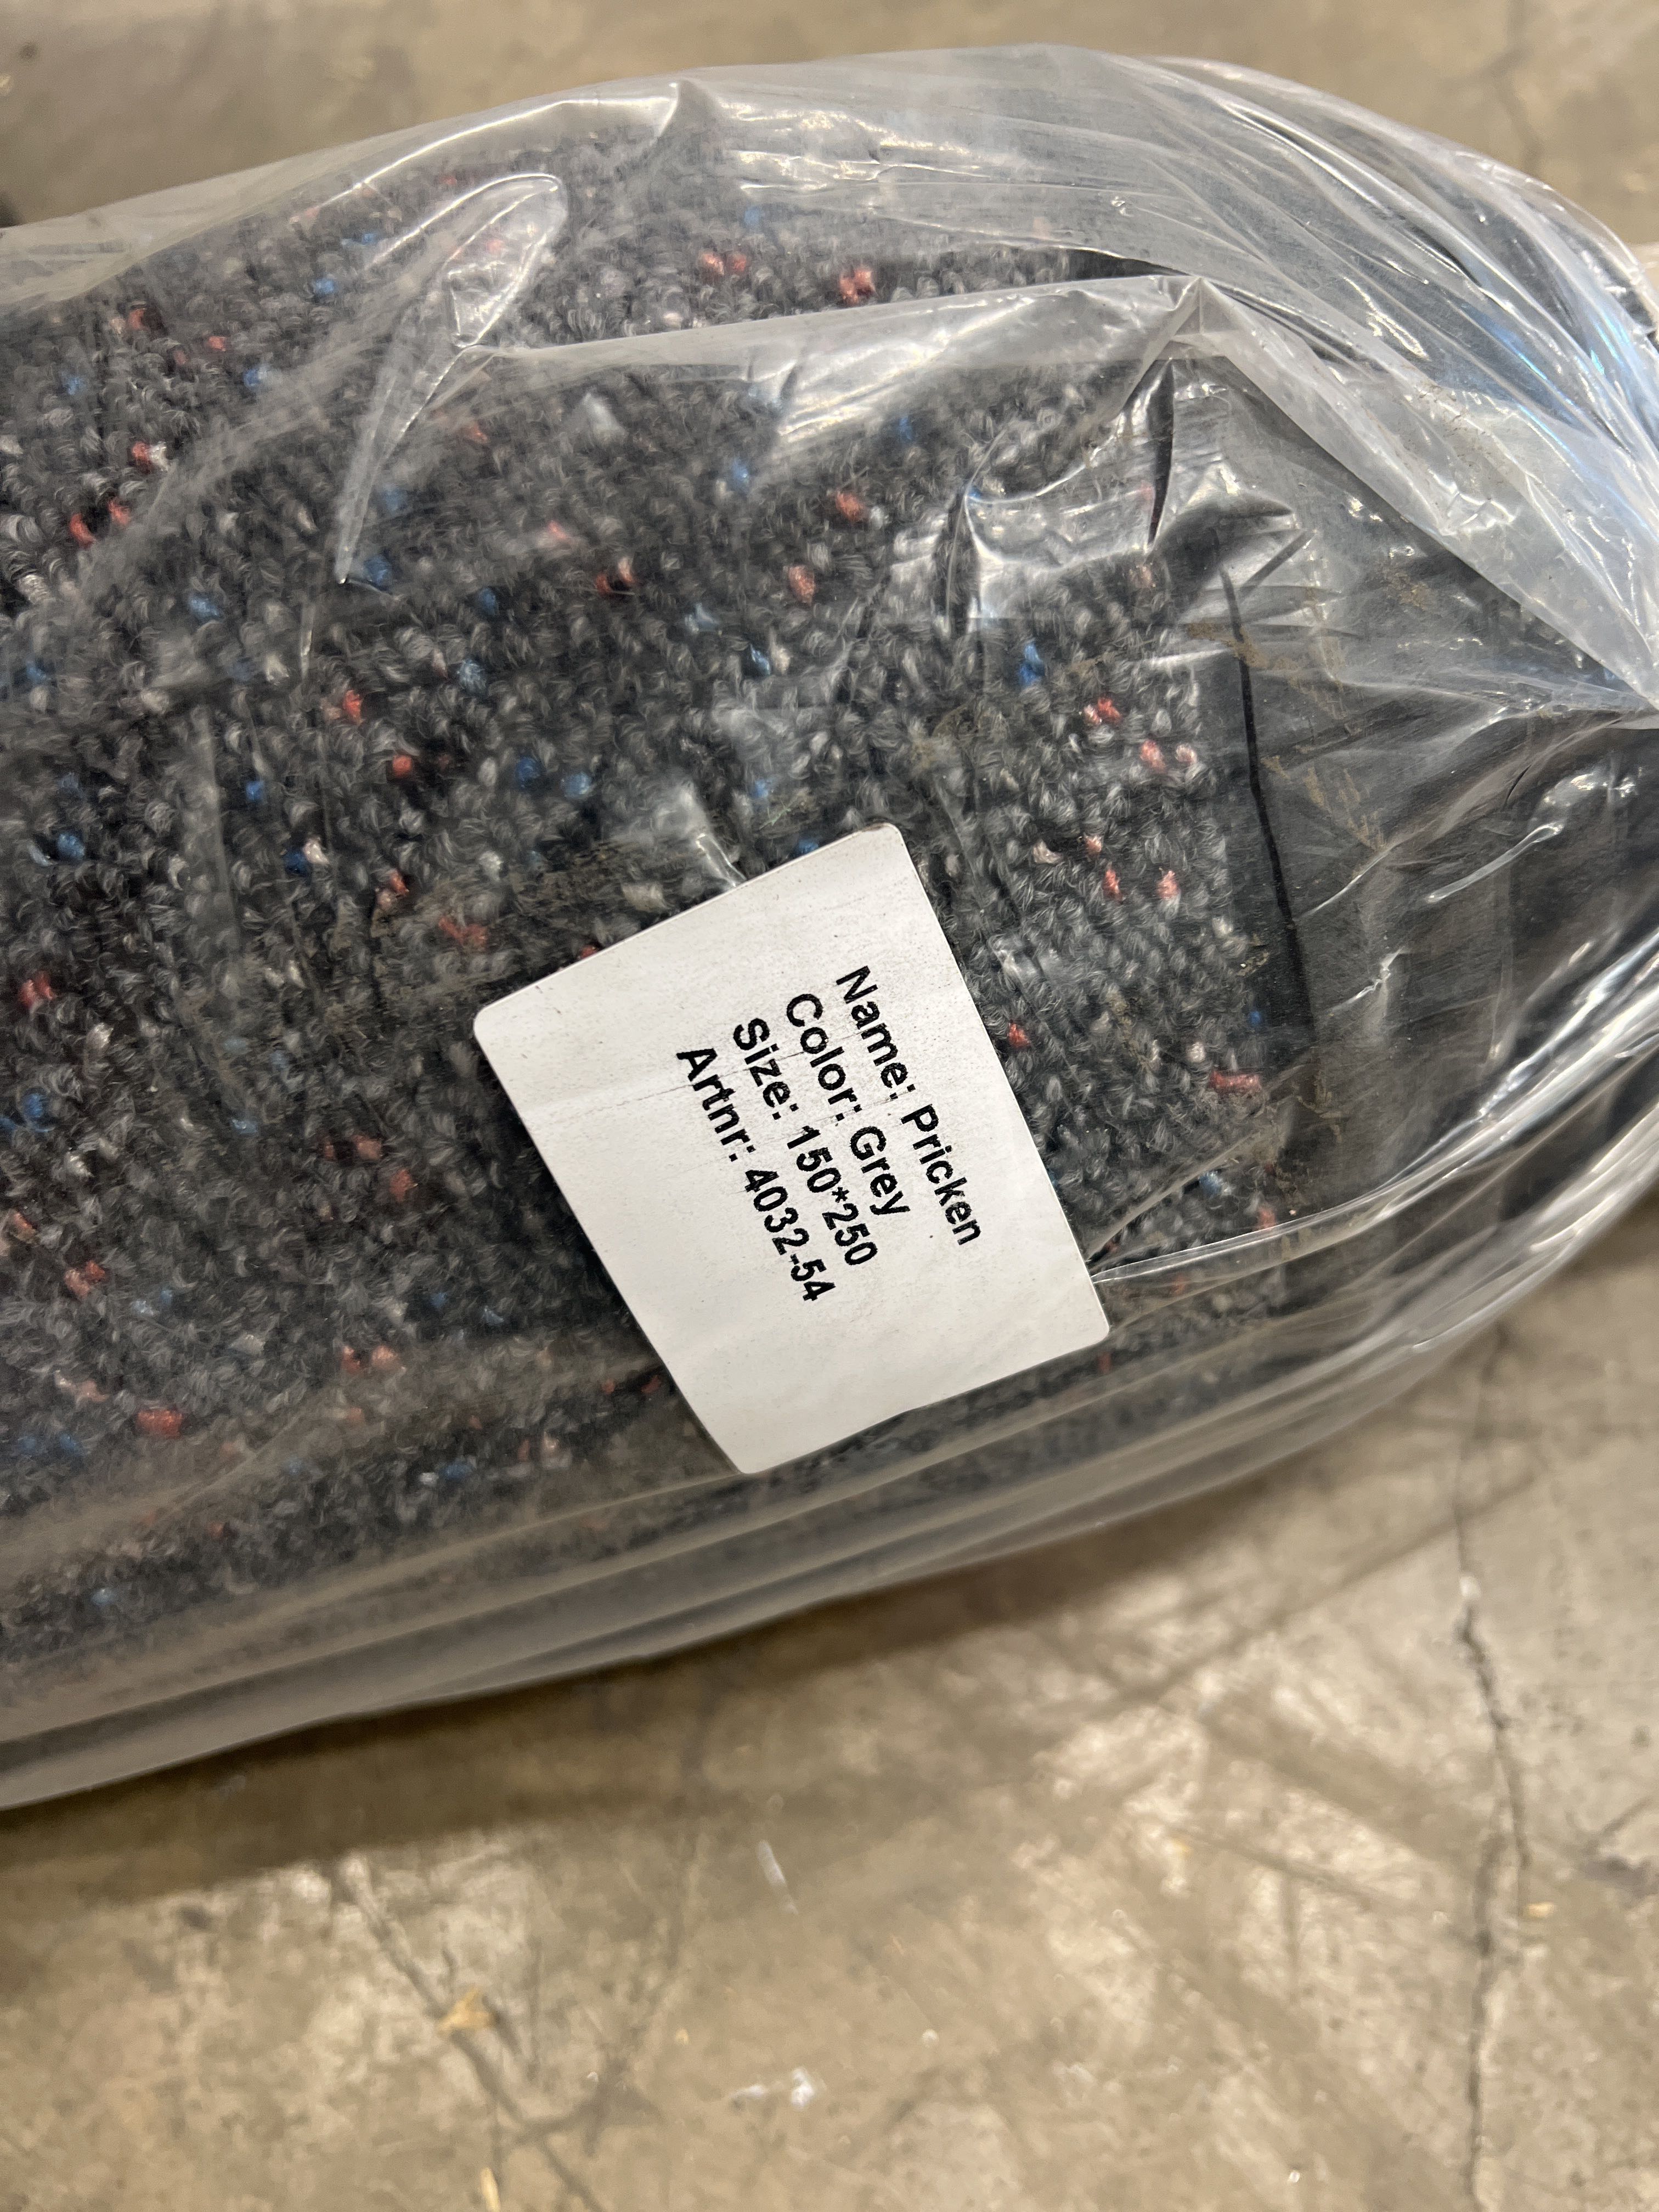 Name: Pricken
Color: Grey
Size: 150*250
Artnr: 4032-54